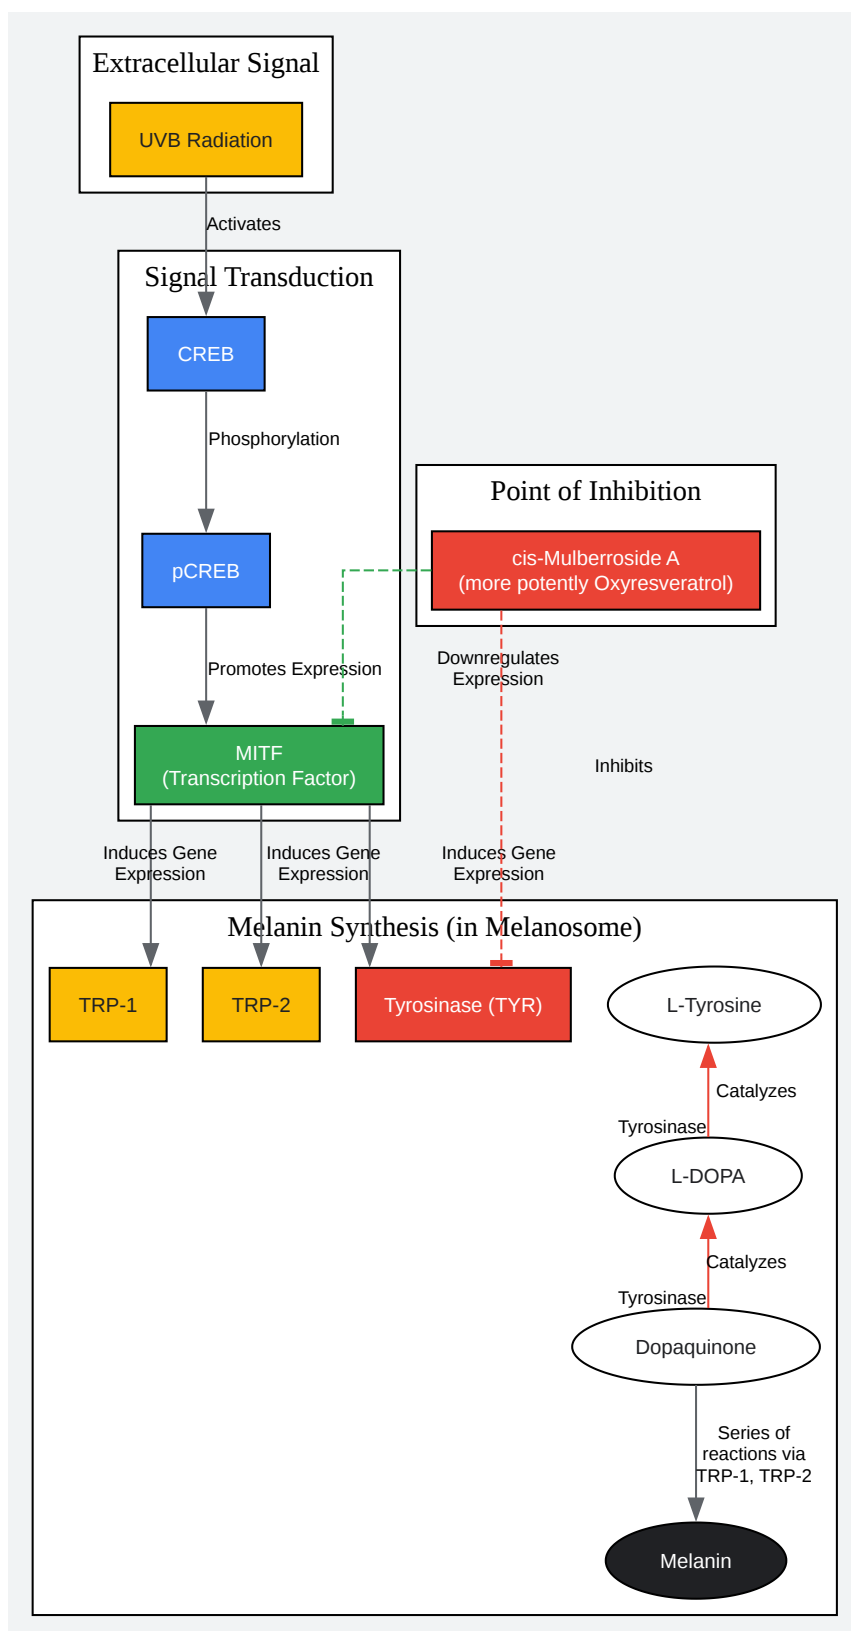 Extracellular Signal
UVB Radiation
Activates
Signal Transduction
CREB
Phosphorylation
Point of Inhibition
cis-Mulberroside A
(more potently Oxyresveratrol)
pCREB
Promotes Expression
Downregulates
Expression
MITF
(Transcription Factor)
Inhibits
Induces Gene
Expression
Induces Gene
Expression
Induces Gene
Expression
Melanin Synthesis (in Melanosome)
TRP-1
TRP-2
Tyrosinase (TYR)
L-Tyrosine
Catalyzes
Tyrosinase
L-DOPA
Catalyzes
Tyrosinase
Dopaquinone
Series of
reactions via
TRP-1, TRP-2
Melanin